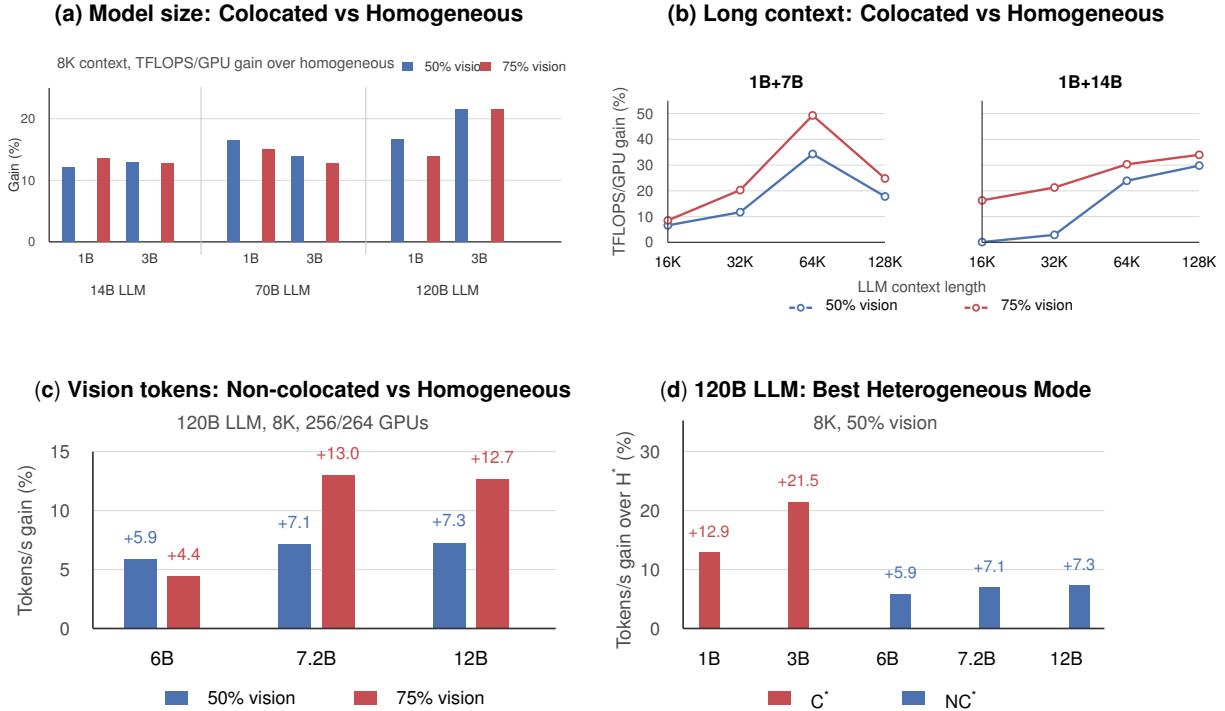 (a) Model size: Colocated vs Homogeneous
8K context, TFLOPS/GPU gain over homogeneous
50% vision
75% vision
Gain (%)
20
10
0
1B
3B
1B
3B
1B
3B
14B LLM
70B LLM
120B LLM
(b) Long context: Colocated vs Homogeneous
1B+7B
1B+14B
TFLOPS/GPU gain (%)
50
40
30
20
10
0
16K
32K
64K
128K
16K
32K
64K
128K
LLM context length
50% vision
75% vision
(c) Vision tokens: Non-colocated vs Homogeneous
120B LLM, 8K, 256/264 GPUs
Tokens/s gain (%)
15
10
5
0
+5.9
+4.4
+7.1
+13.0
+7.3
+12.7
6B
7.2B
12B
50% vision
75% vision
(d) 120B LLM: Best Heterogeneous Mode
8K, 50% vision
Tokens/s gain over H* (%)
30
20
10
0
+12.9
+21.5
+5.9
+7.1
+7.3
1B
3B
6B
7.2B
12B
C*
NC*